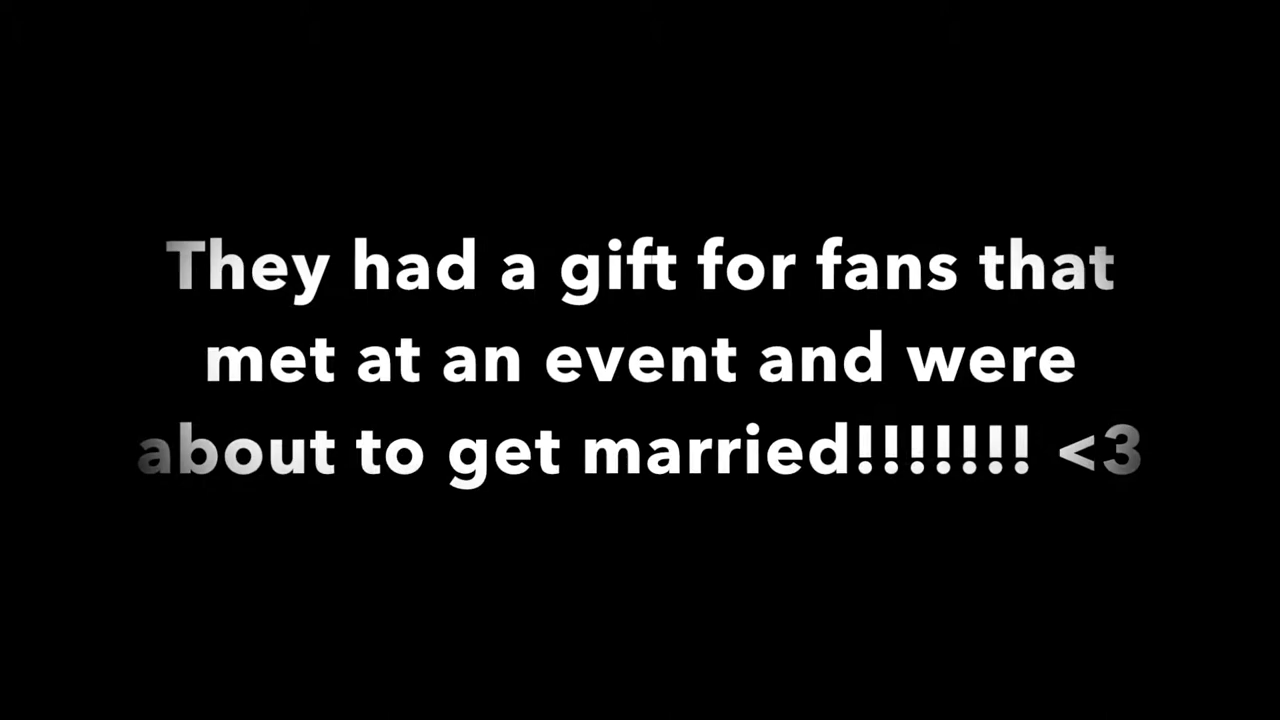 They had a gift for fans that
met at an event and were
about to get married!!!!!!! <3